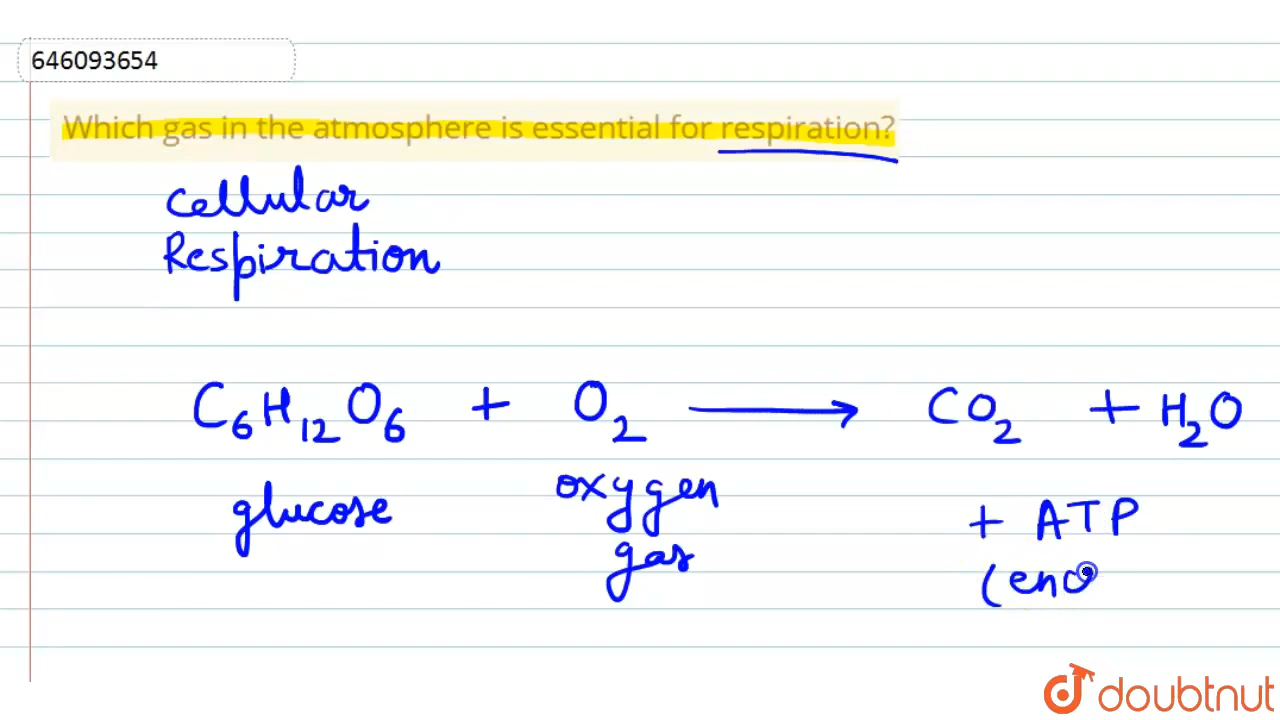 646093654
Which gas in the atmosphere is essential for respiration?
Cellular
Respiration
C₆H₁₂O₆ + O₂ ⟶ CO₂ + H₂O
glucose
oxygen
gas
+ ATP
(ene
doubtnut